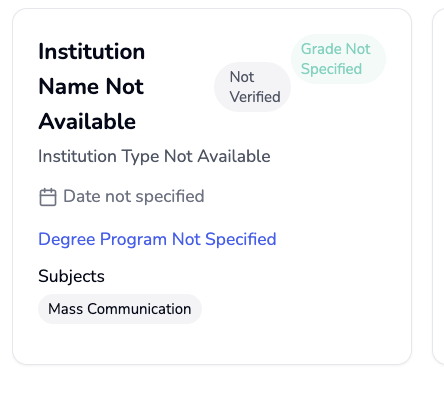 Institution
Name Not
Available
Not
Verified
Grade Not
Specified
Institution Type Not Available
Date not specified
Degree Program Not Specified
Subjects
Mass Communication